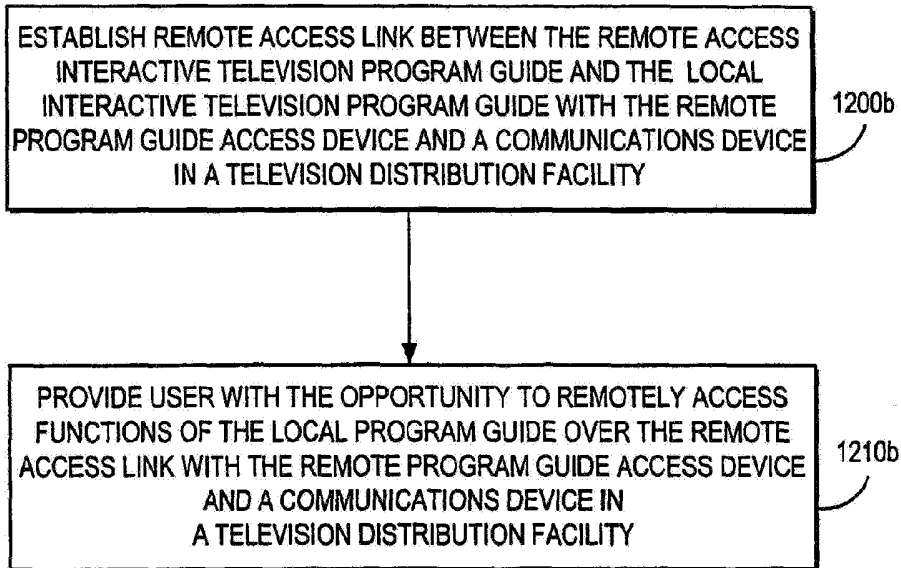 ESTABLISH REMOTE ACCESS LINK BETWEEN THE REMOTE ACCESS
INTERACTIVE TELEVISION PROGRAM GUIDE AND THE LOCAL
INTERACTIVE TELEVISION PROGRAM GUIDE WITH THE REMOTE
PROGRAM GUIDE ACCESS DEVICE AND A COMMUNICATIONS DEVICE
IN A TELEVISION DISTRIBUTION FACILITY
1200b
PROVIDE USER WITH THE OPPORTUNITY TO REMOTELY ACCESS
FUNCTIONS OF THE LOCAL PROGRAM GUIDE OVER THE REMOTE
ACCESS LINK WITH THE REMOTE PROGRAM GUIDE ACCESS DEVICE
AND A COMMUNICATIONS DEVICE IN
A TELEVISION DISTRIBUTION FACILITY
1210b